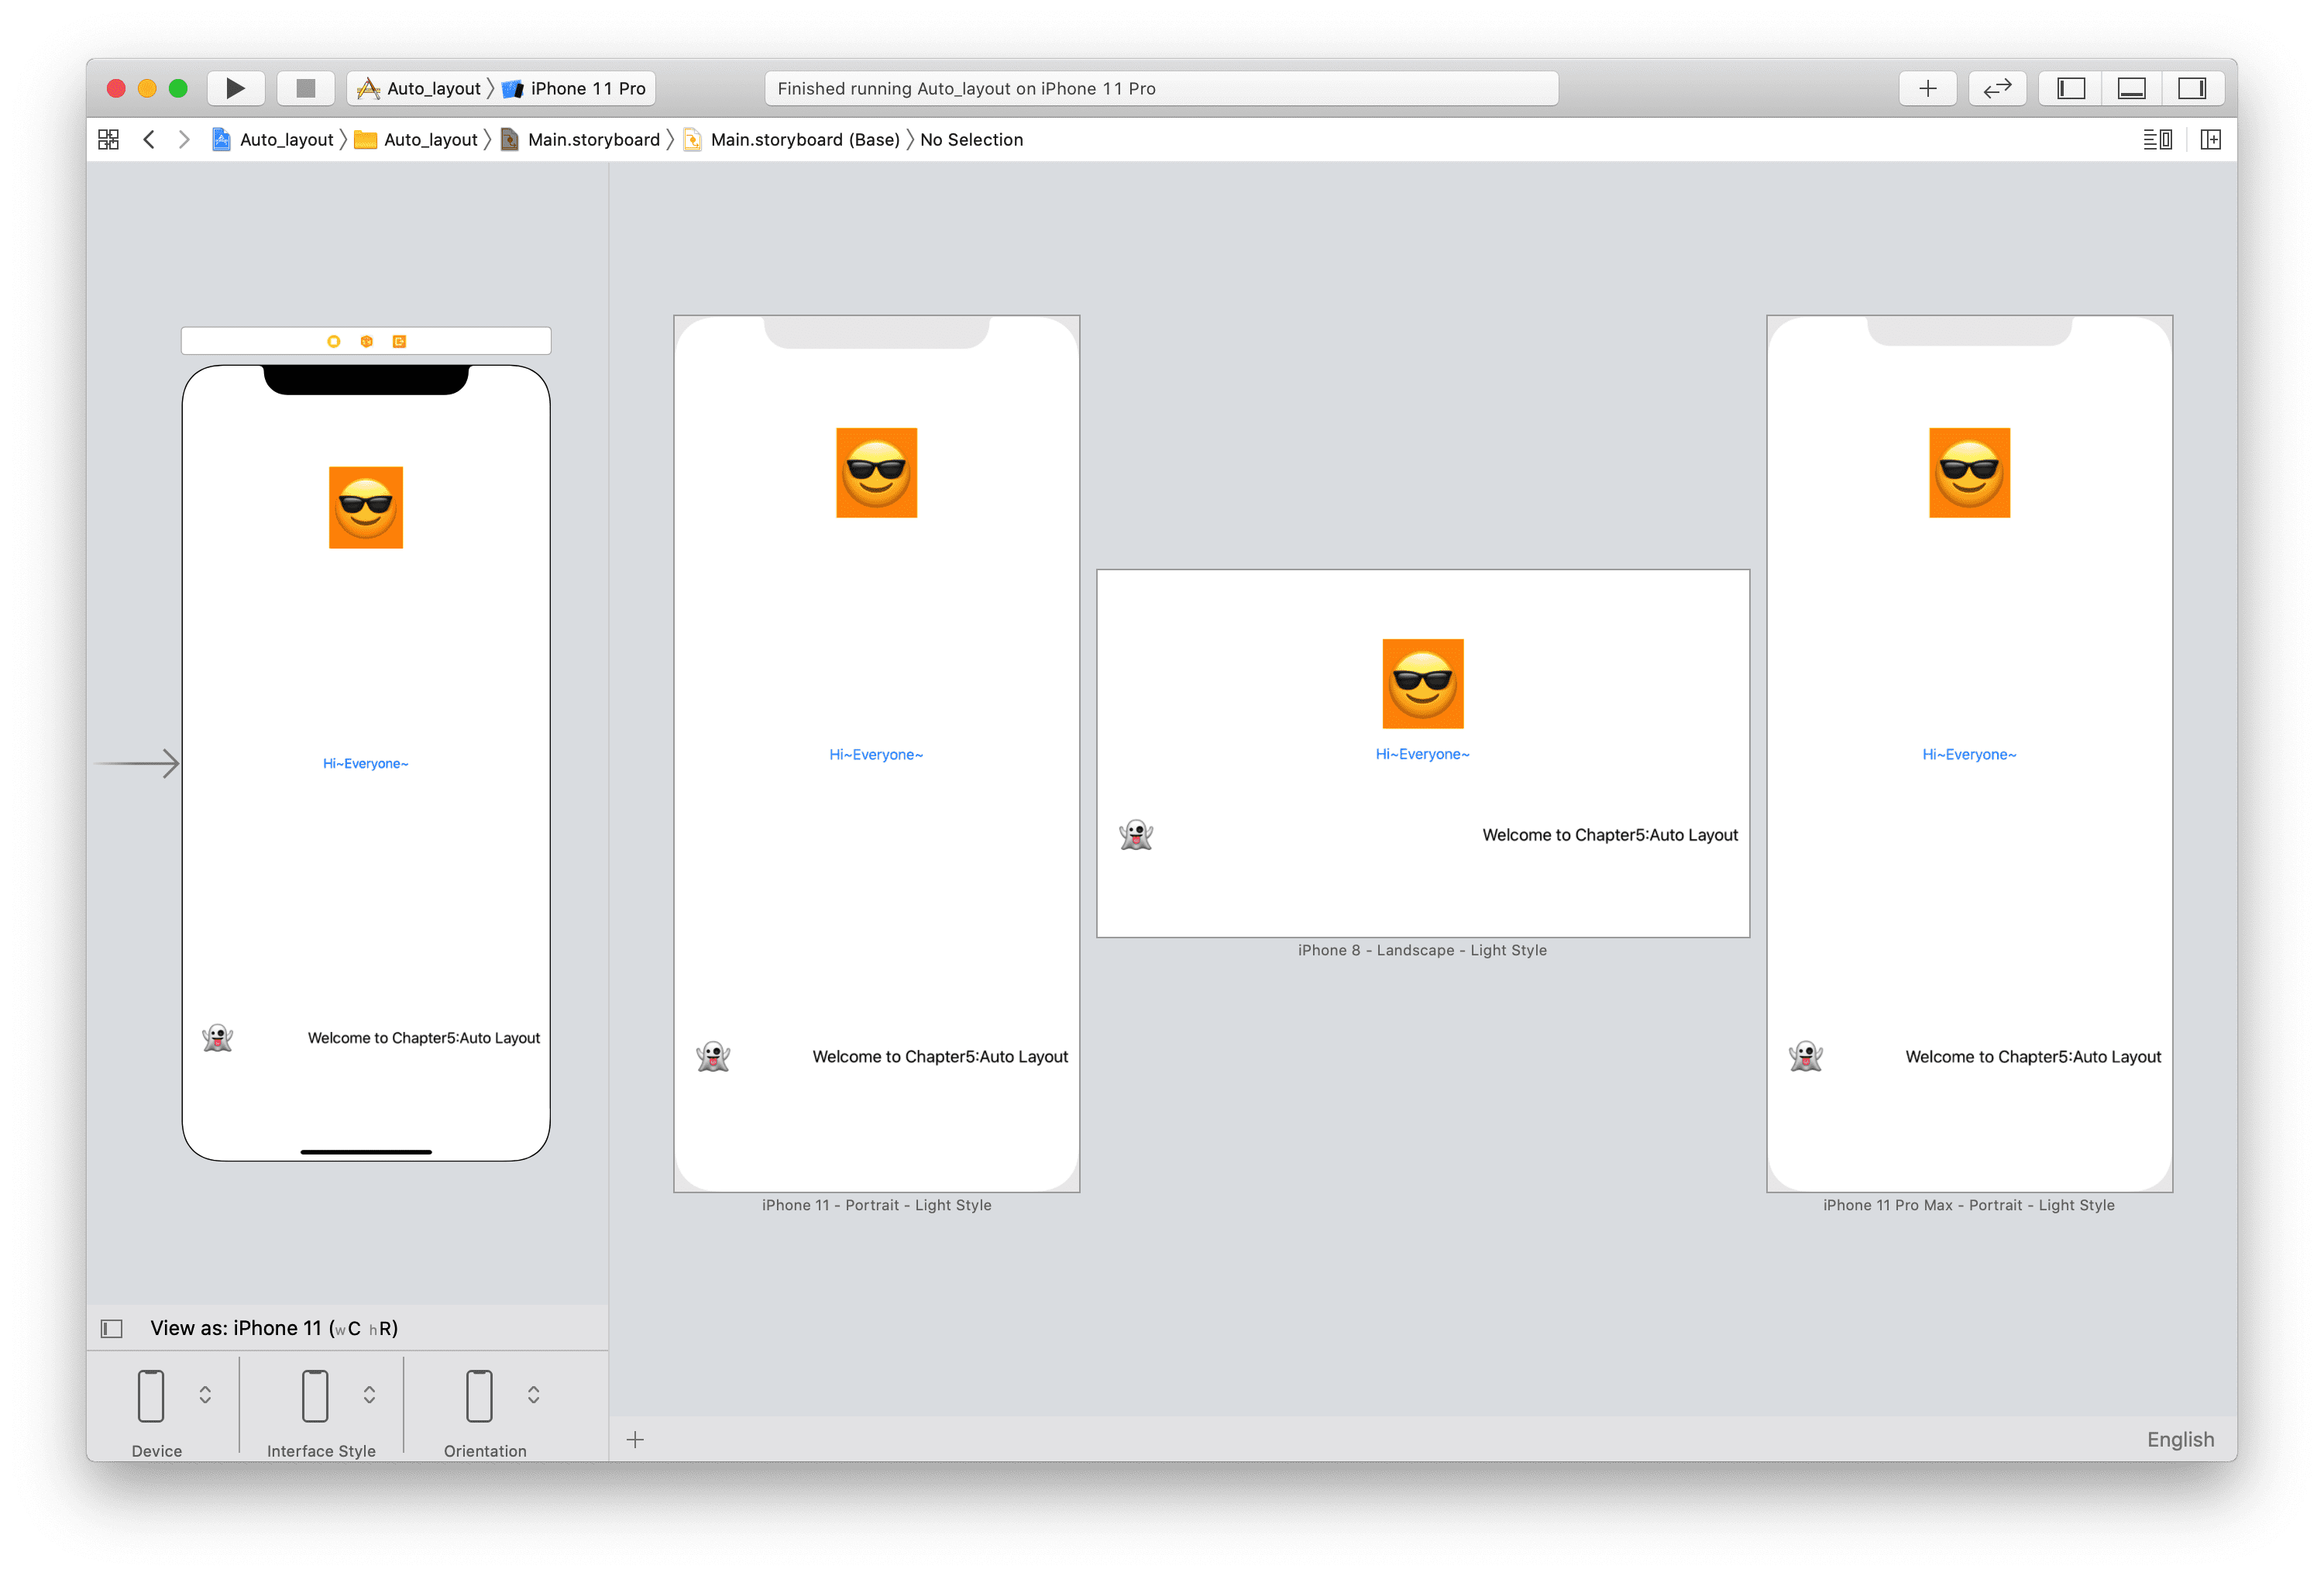 Auto_layout
iPhone 11 Pro
Finished running Auto_layout on iPhone 11 Pro
Auto_layout
Auto_layout
Main.storyboard
Main.storyboard (Base)
No Selection
Hi~Everyone~
Welcome to Chapter5:Auto Layout
Hi~Everyone~
Welcome to Chapter5:Auto Layout
iPhone 11 - Portrait - Light Style
Hi~Everyone~
Welcome to Chapter5:Auto Layout
iPhone 8 - Landscape - Light Style
Hi~Everyone~
Welcome to Chapter5:Auto Layout
iPhone 11 Pro Max - Portrait - Light Style
View as: iPhone 11 (wC hR)
Device
Interface Style
Orientation
English